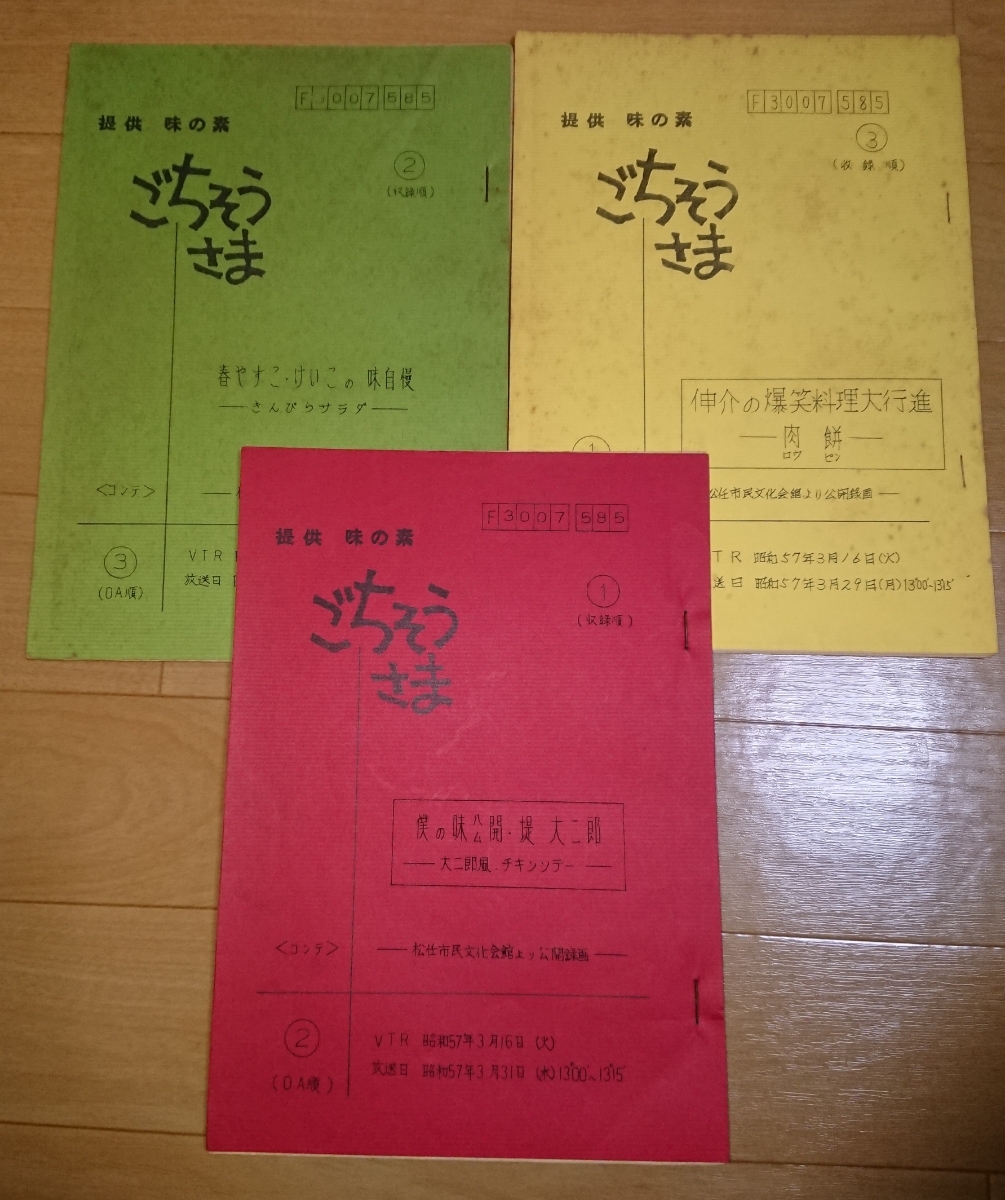 F3007585
提供 味の素
②
(収録順)
ごちそう
さま
春やすこ・けいこの 味自慢
——きんぴらサラダ——
<コンテ>
③
(OA順)
VTR
放送日
F3007585
提供 味の素
③
(収録順)
ごちそう
さま
伸介の爆笑料理大行進
——肉餅——
ロウ ピン
①
松任市民文化会館より公開録画——
TR 昭和57年3月16日(火)
送日 昭和57年3月29日(月)13:00~13:15
F3007585
提供 味の素
①
(収録順)
ごちそう
さま
僕の味公開・堤 大二郎
——大二郎風・チキンソテー——
<コンテ>
——松任市民文化会館より公開録画——
②
(OA順)
VTR 昭和57年3月16日(火)
放送日 昭和57年3月31日(水)13:00~13:15